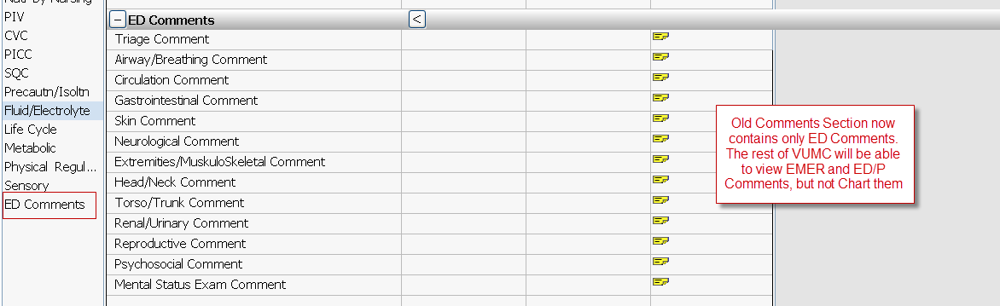 PIV
CVC
PICC
SQC
Precautn/Isoltn
Fluid/Electrolyte
Life Cycle
Metabolic
Physical Regul...
Sensory
ED Comments
− ED Comments <
Triage Comment
Airway/Breathing Comment
Circulation Comment
Gastrointestinal Comment
Skin Comment
Neurological Comment
Extremities/MuskuloSkeletal Comment
Head/Neck Comment
Torso/Trunk Comment
Renal/Urinary Comment
Reproductive Comment
Psychosocial Comment
Mental Status Exam Comment
Old Comments Section now
contains only ED Comments.
The rest of VUMC will be able
to view EMER and ED/P
Comments, but not Chart them